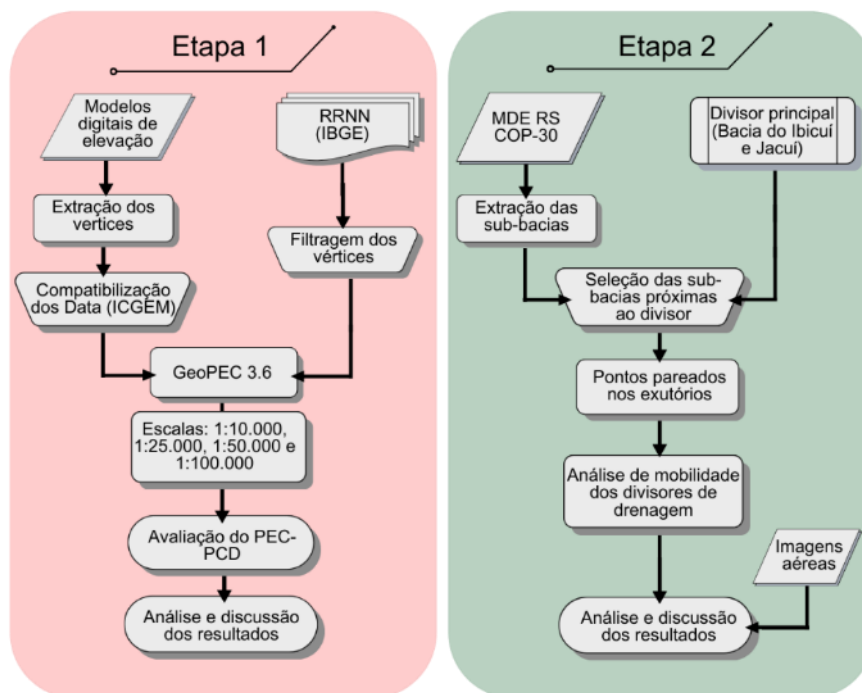 Etapa 1
Modelos
digitais de
elevação
RRNN
(IBGE)
Extração dos
vertices
Filtragem dos
vértices
Compatibilização
dos Data (ICGEM)
GeoPEC 3.6
Escalas: 1:10.000,
1:25.000, 1:50.000 e
1:100.000
Avaliação do PEC-
PCD
Análise e discussão
dos resultados
Etapa 2
MDE RS
COP-30
Divisor principal
(Bacia do Ibicuí
e Jacuí)
Extração das
sub-bacias
Seleção das sub-
bacias próximas
ao divisor
Pontos pareados
nos exutórios
Análise de mobilidade
dos divisores de
drenagem
Imagens
aéreas
Análise e discussão
dos resultados